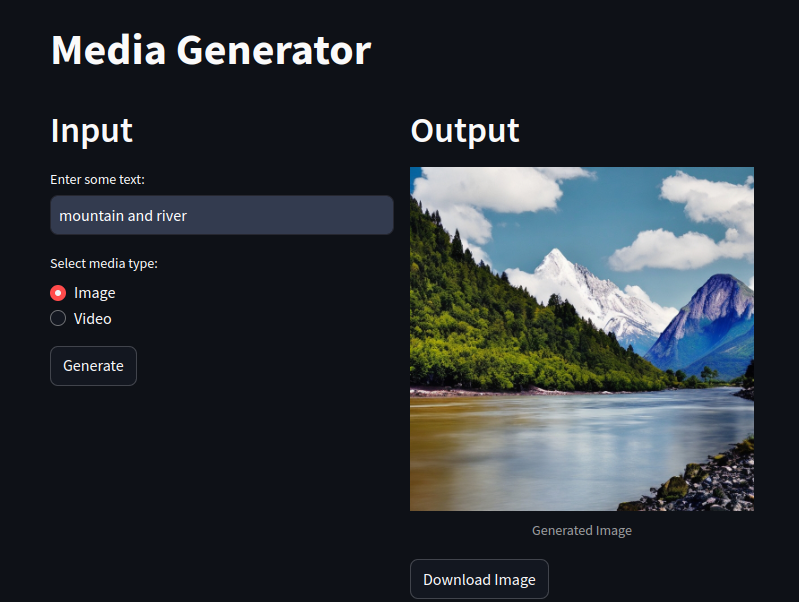 Media Generator
Input
Enter some text:
mountain and river
Select media type:
Image
Video
Generate
Output
Generated Image
Download Image